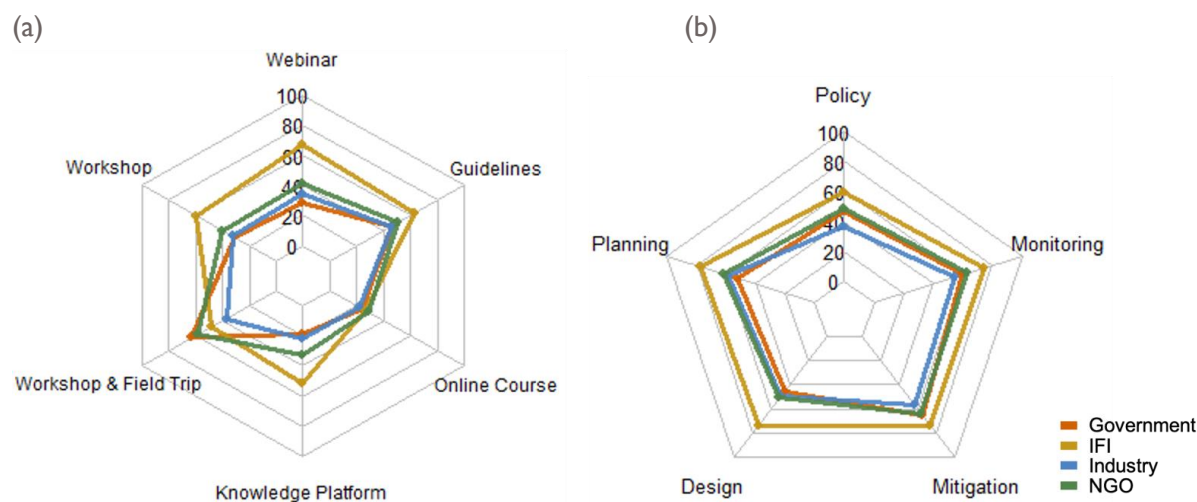 (a)
Webinar
100
80
60
40
20
0
Workshop
Guidelines
Workshop & Field Trip
Online Course
Knowledge Platform
(b)
Policy
100
80
60
40
20
0
Planning
Monitoring
Design
Mitigation
Government
IFI
Industry
NGO